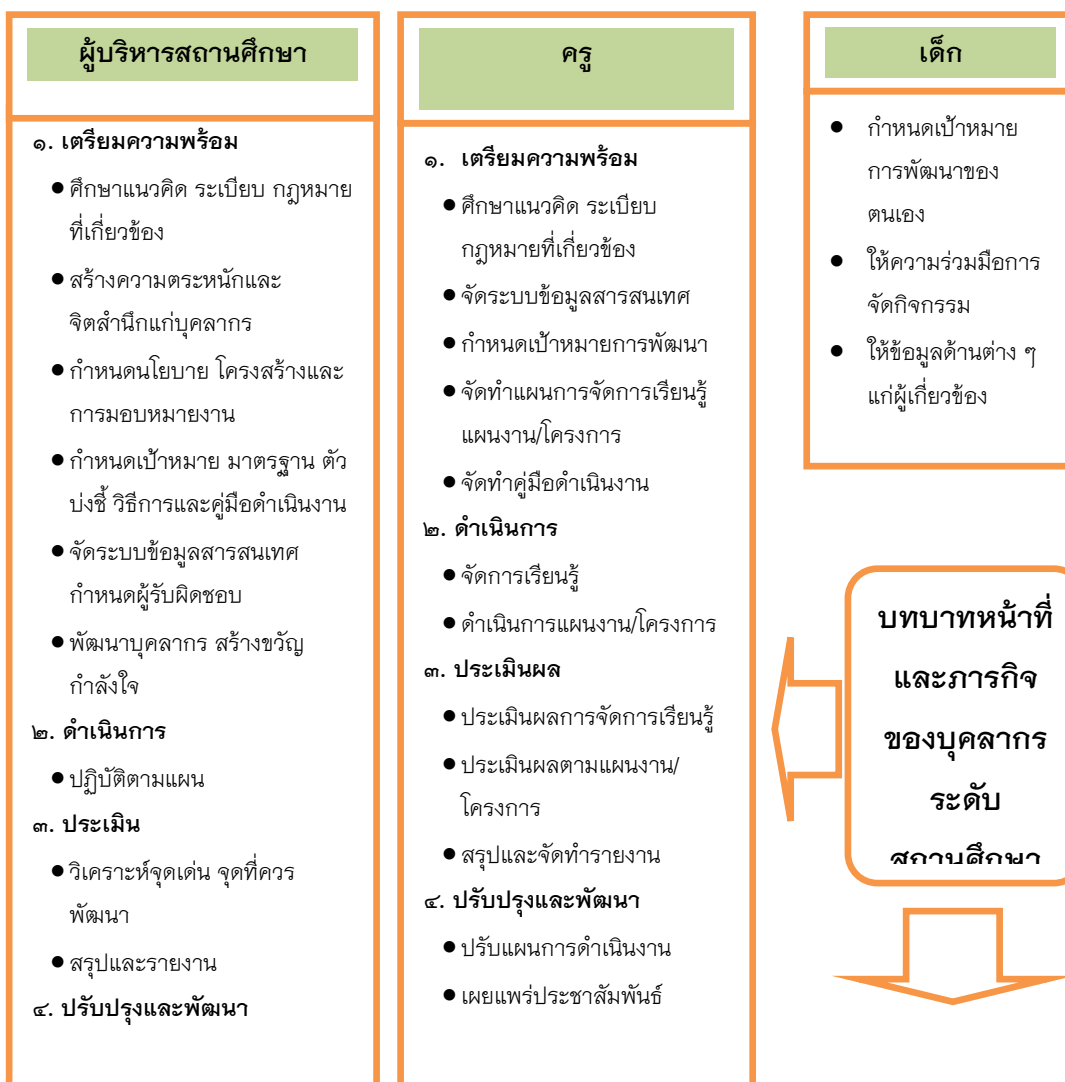 ผู้บริหารสถานศึกษา
๑. เตรียมความพร้อม
● ศึกษาแนวคิด ระเบียบ กฎหมาย
ที่เกี่ยวข้อง
● สร้างความตระหนักและ
จิตสำนึกแก่บุคลากร
● กำหนดนโยบาย โครงสร้างและ
การมอบหมายงาน
● กำหนดเป้าหมาย มาตรฐาน ตัว
บ่งชี้ วิธีการและคู่มือดำเนินงาน
● จัดระบบข้อมูลสารสนเทศ
กำหนดผู้รับผิดชอบ
● พัฒนาบุคลากร สร้างขวัญ
กำลังใจ
๒. ดำเนินการ
● ปฏิบัติตามแผน
๓. ประเมิน
● วิเคราะห์จุดเด่น จุดที่ควร
พัฒนา
● สรุปและรายงาน
๔. ปรับปรุงและพัฒนา
ครู
๑. เตรียมความพร้อม
● ศึกษาแนวคิด ระเบียบ
กฎหมายที่เกี่ยวข้อง
● จัดระบบข้อมูลสารสนเทศ
● กำหนดเป้าหมายการพัฒนา
● จัดทำแผนการจัดการเรียนรู้
แผนงาน/โครงการ
● จัดทำคู่มือดำเนินงาน
๒. ดำเนินการ
● จัดการเรียนรู้
● ดำเนินการแผนงาน/โครงการ
๓. ประเมินผล
● ประเมินผลการจัดการเรียนรู้
● ประเมินผลตามแผนงาน/
โครงการ
● สรุปและจัดทำรายงาน
๔. ปรับปรุงและพัฒนา
● ปรับแผนการดำเนินงาน
● เผยแพร่ประชาสัมพันธ์
เด็ก
● กำหนดเป้าหมาย
การพัฒนาของ
ตนเอง
● ให้ความร่วมมือการ
จัดกิจกรรม
● ให้ข้อมูลด้านต่าง ๆ
แก่ผู้เกี่ยวข้อง
บทบาทหน้าที่
และภารกิจ
ของบุคลากร
ระดับ
สถานศึกษา